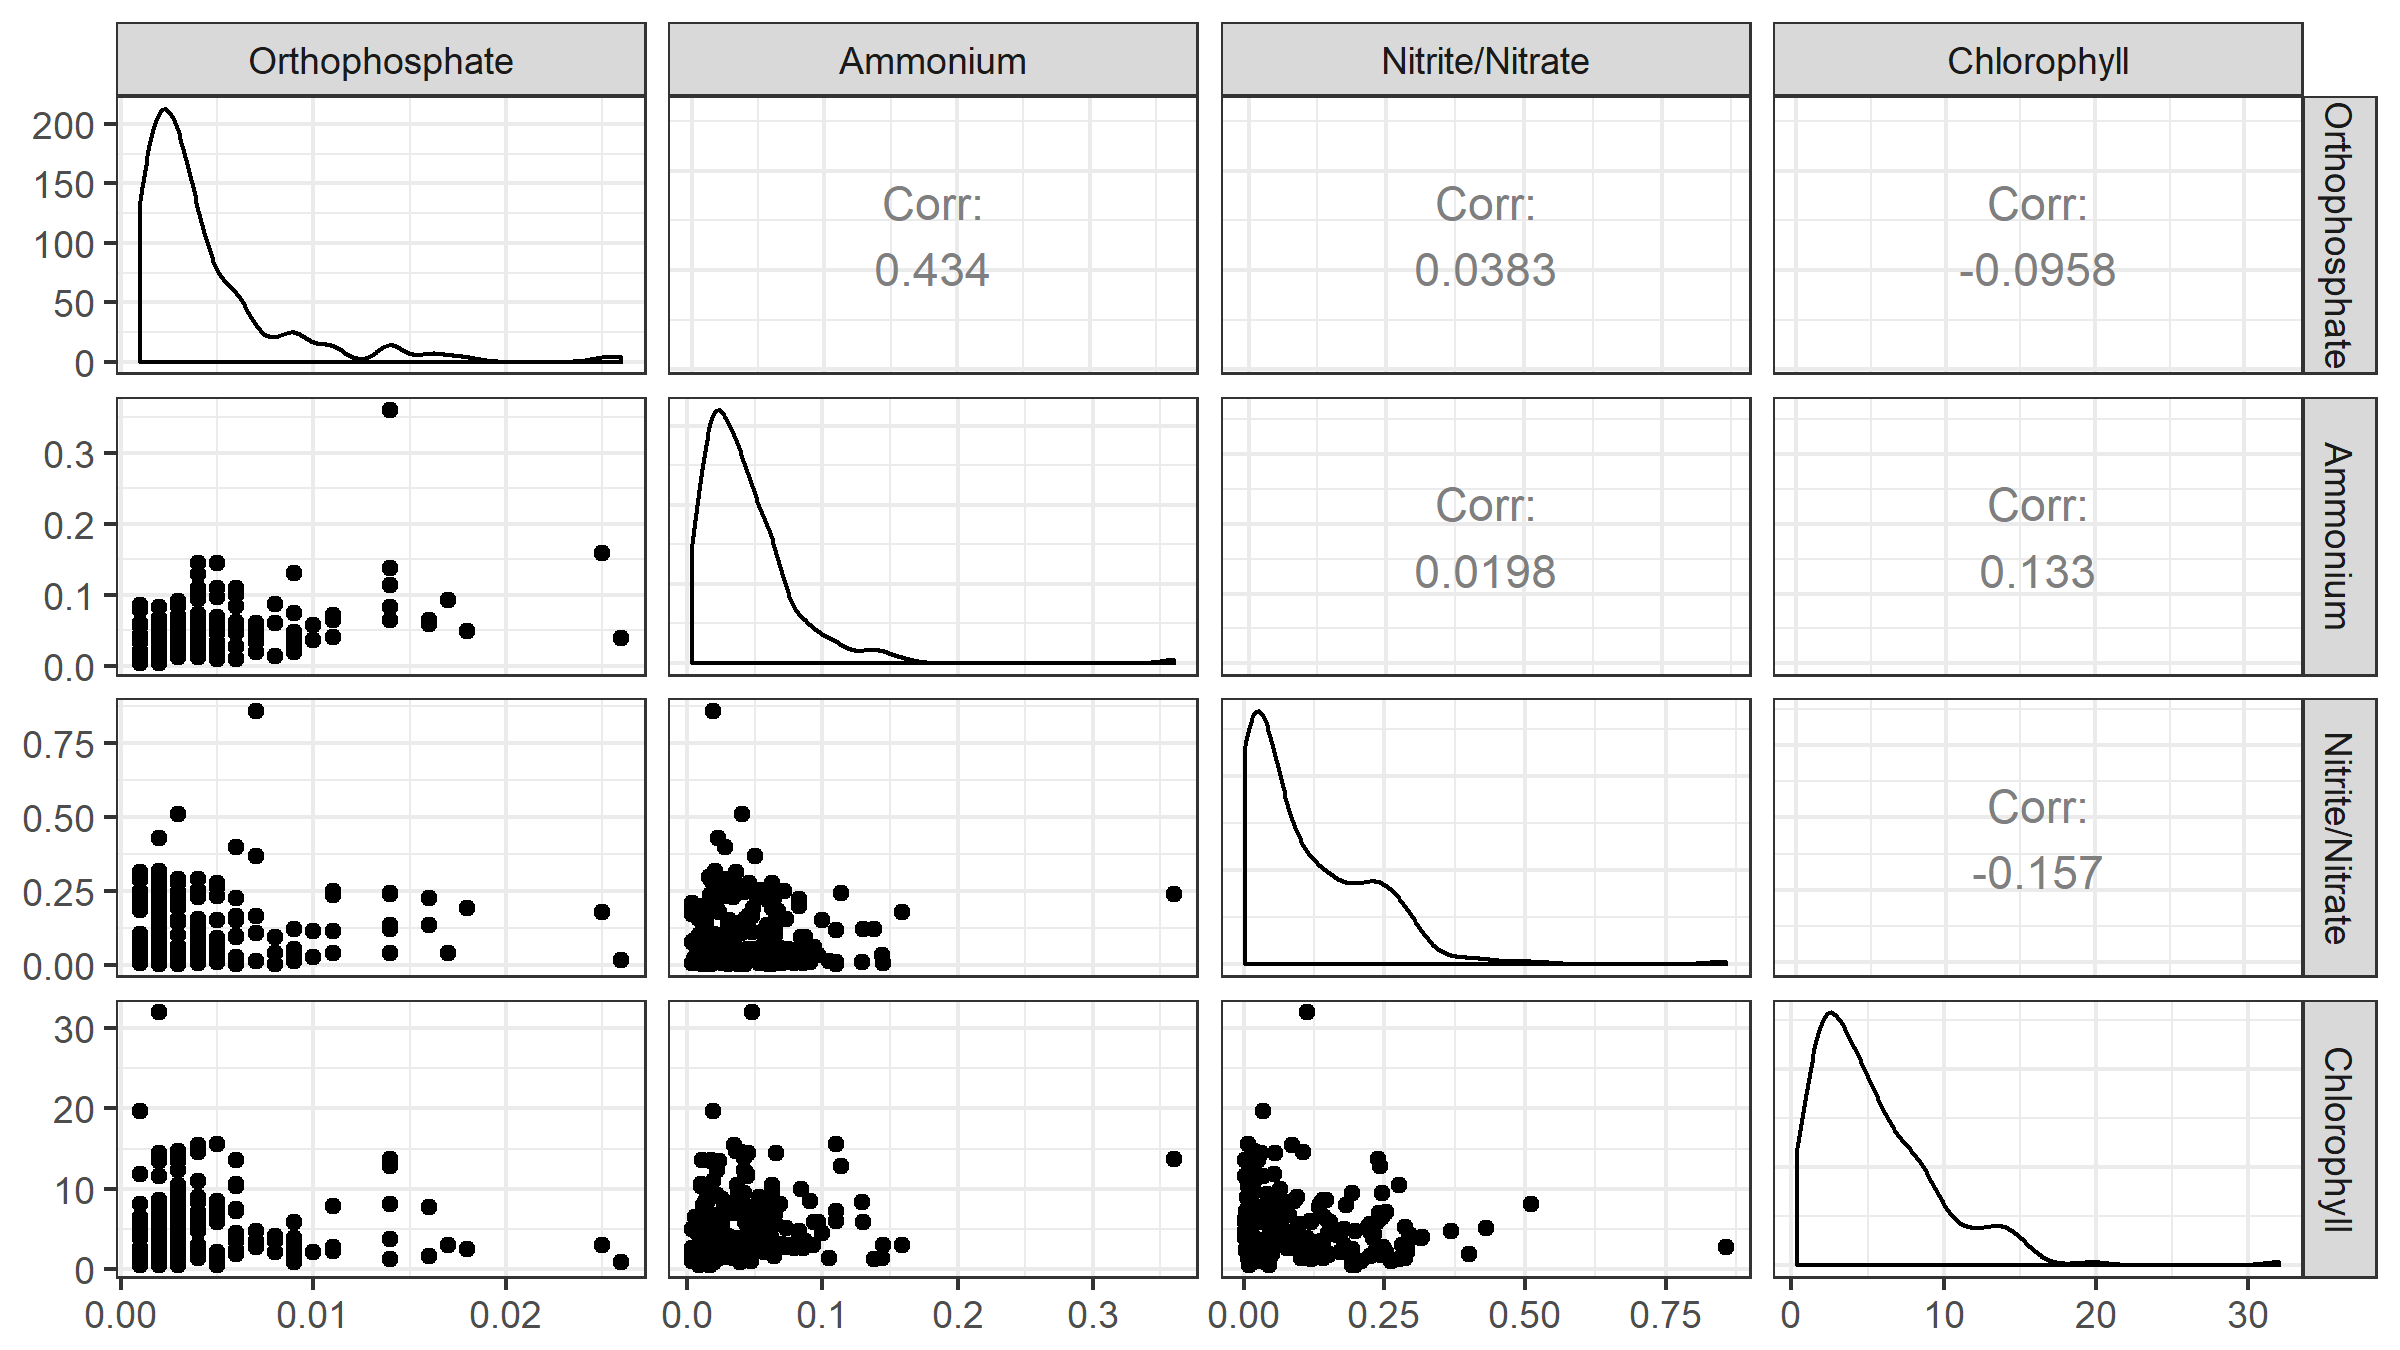 Orthophosphate
Ammonium
Nitrite/Nitrate
Chlorophyll
200
150
100
50
0
Corr:
0.434
Corr:
0.0383
Corr:
-0.0958
Orthophosphate
0.3
0.2
0.1
0.0
Corr:
0.0198
Corr:
0.133
Ammonium
0.75
0.50
0.25
0.00
Corr:
-0.157
Nitrite/Nitrate
30
20
10
0
Chlorophyll
0.00 0.01 0.02
0.0 0.1 0.2 0.3
0.00 0.25 0.50 0.75
0 10 20 30